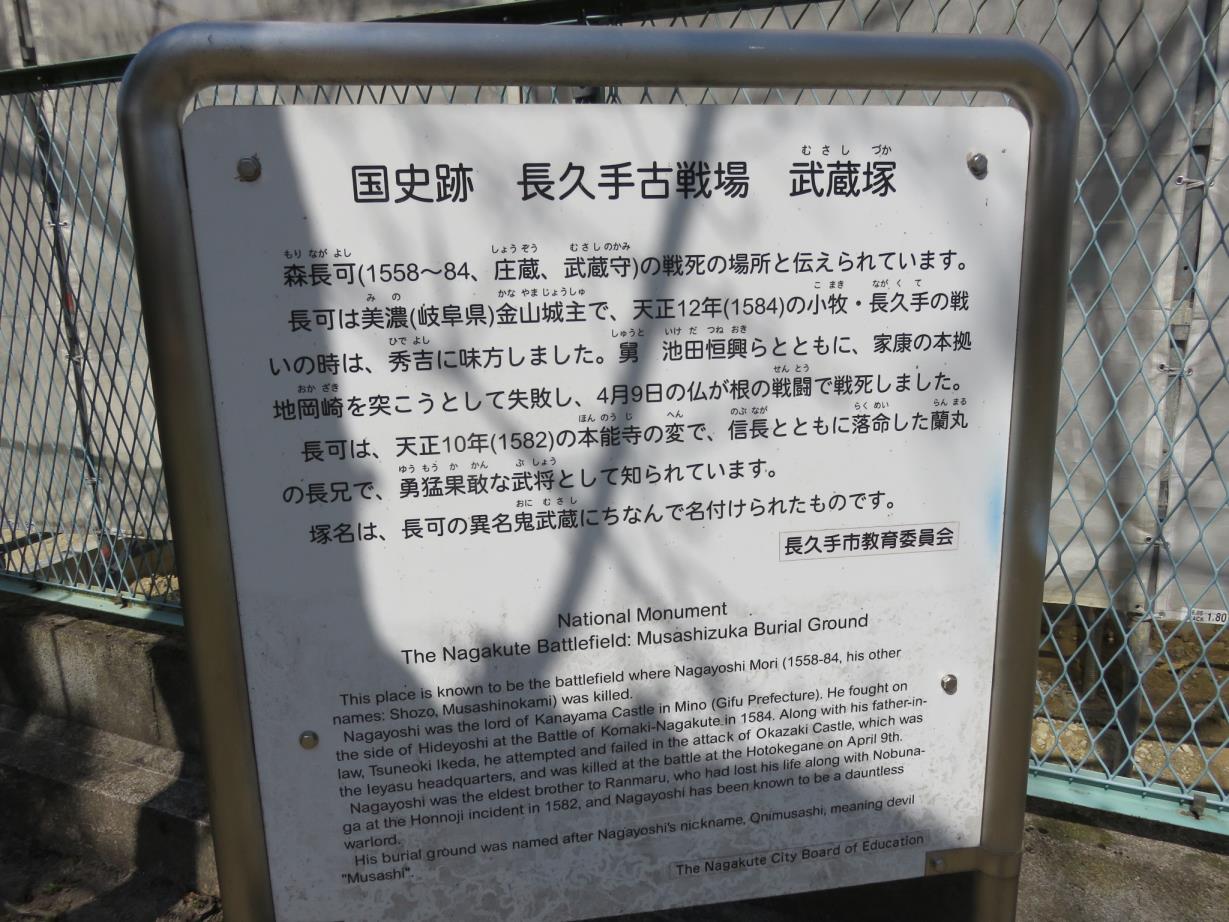 国史跡 長久手古戦場 武蔵塚
むさし づか
もり なが よし しょうぞう むさしのかみ
森長可(1558～84、庄蔵、武蔵守)の戦死の場所と伝えられています。
み の かな やま じょうしゅ こ まき なが く て
長可は美濃(岐阜県)金山城主で、天正12年(1584)の小牧・長久手の戦
ひで よし しゅうと いけ だ つね おき
いの時は、秀吉に味方しました。舅 池田恒興らとともに、家康の本拠
おか ざき せん とう
地岡崎を突こうとして失敗し、4月9日の仏が根の戦闘で戦死しました。
ほん のう じ へん のぶ なが らく めい らん まる
長可は、天正10年(1582)の本能寺の変で、信長とともに落命した蘭丸
ゆう もう か かん ぶ しょう
の長兄で、勇猛果敢な武将として知られています。
おに むさし
塚名は、長可の異名鬼武蔵にちなんで名付けられたものです。
長久手市教育委員会
National Monument
The Nagakute Battlefield: Musashizuka Burial Ground
This place is known to be the battlefield where Nagayoshi Mori (1558-84, his other
names: Shozo, Musashinokami) was killed.
Nagayoshi was the lord of Kanayama Castle in Mino (Gifu Prefecture). He fought on
the side of Hideyoshi at the Battle of Komaki-Nagakute in 1584. Along with his father-in-
law, Tsuneoki Ikeda, he attempted and failed in the attack of Okazaki Castle, which was
the Ieyasu headquarters, and was killed at the battle at the Hotokegane on April 9th.
Nagayoshi was the eldest brother to Ranmaru, who had lost his life along with Nobuna-
ga at the Honnoji incident in 1582, and Nagayoshi has been known to be a dauntless
warlord.
His burial ground was named after Nagayoshi's nickname, Onimusashi, meaning devil
"Musashi".
The Nagakute City Board of Education
1.80